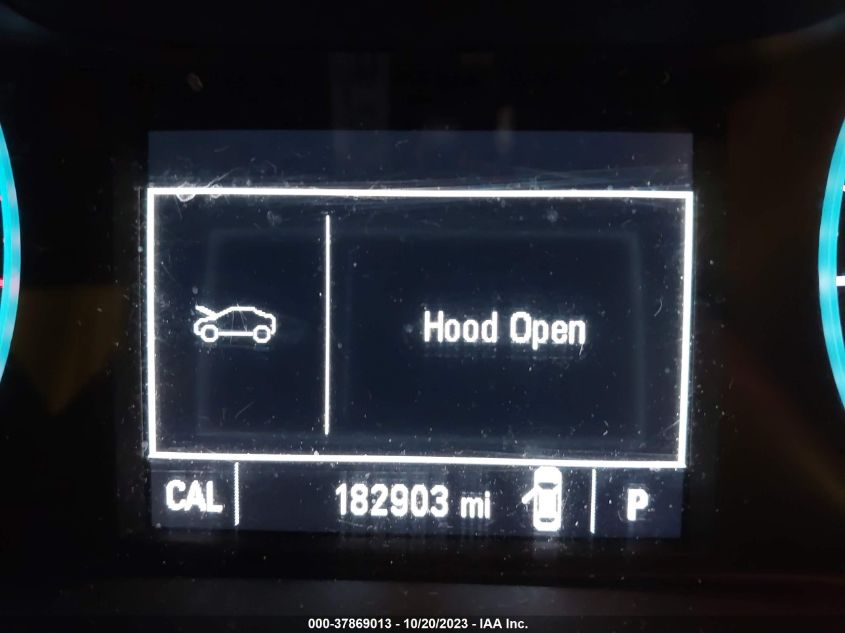 Hood Open
CAL 182903 mi P
000-37869013 - 10/20/2023 - IAA Inc.